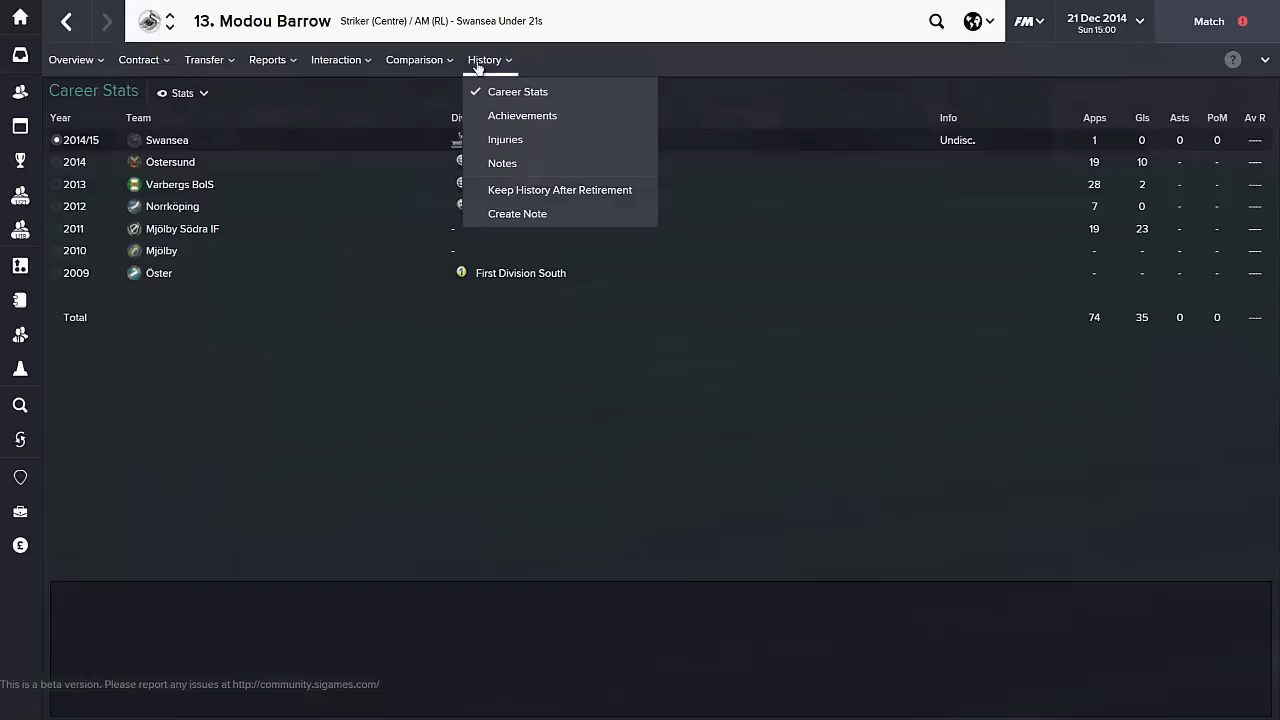 13. Modou Barrow Striker (Centre) / AM (RL) - Swansea Under 21s FM 21 Dec 2014 Match
Sun 15:00
Overview Contract Transfer Reports Interaction Comparison History ?
Career Stats Stats
Career Stats
Achievements
Injuries
Notes
Keep History After Retirement
Create Note
Year Team Info Apps Gls Asts PoM Av R
2014/15 Swansea Undisc. 1 0 0 0 ----
2014 Östersund 19 10 - - ----
2013 Varbergs BoIS 28 2 - - ----
2012 Norrköping 7 0 - - ----
2011 Mjölby Södra IF - 19 23 - - ----
2010 Mjölby - - - - - ----
2009 Öster First Division South - - - - ----
Total 74 35 0 0 ----
This is a beta version. Please report any issues at http://community.sigames.com/